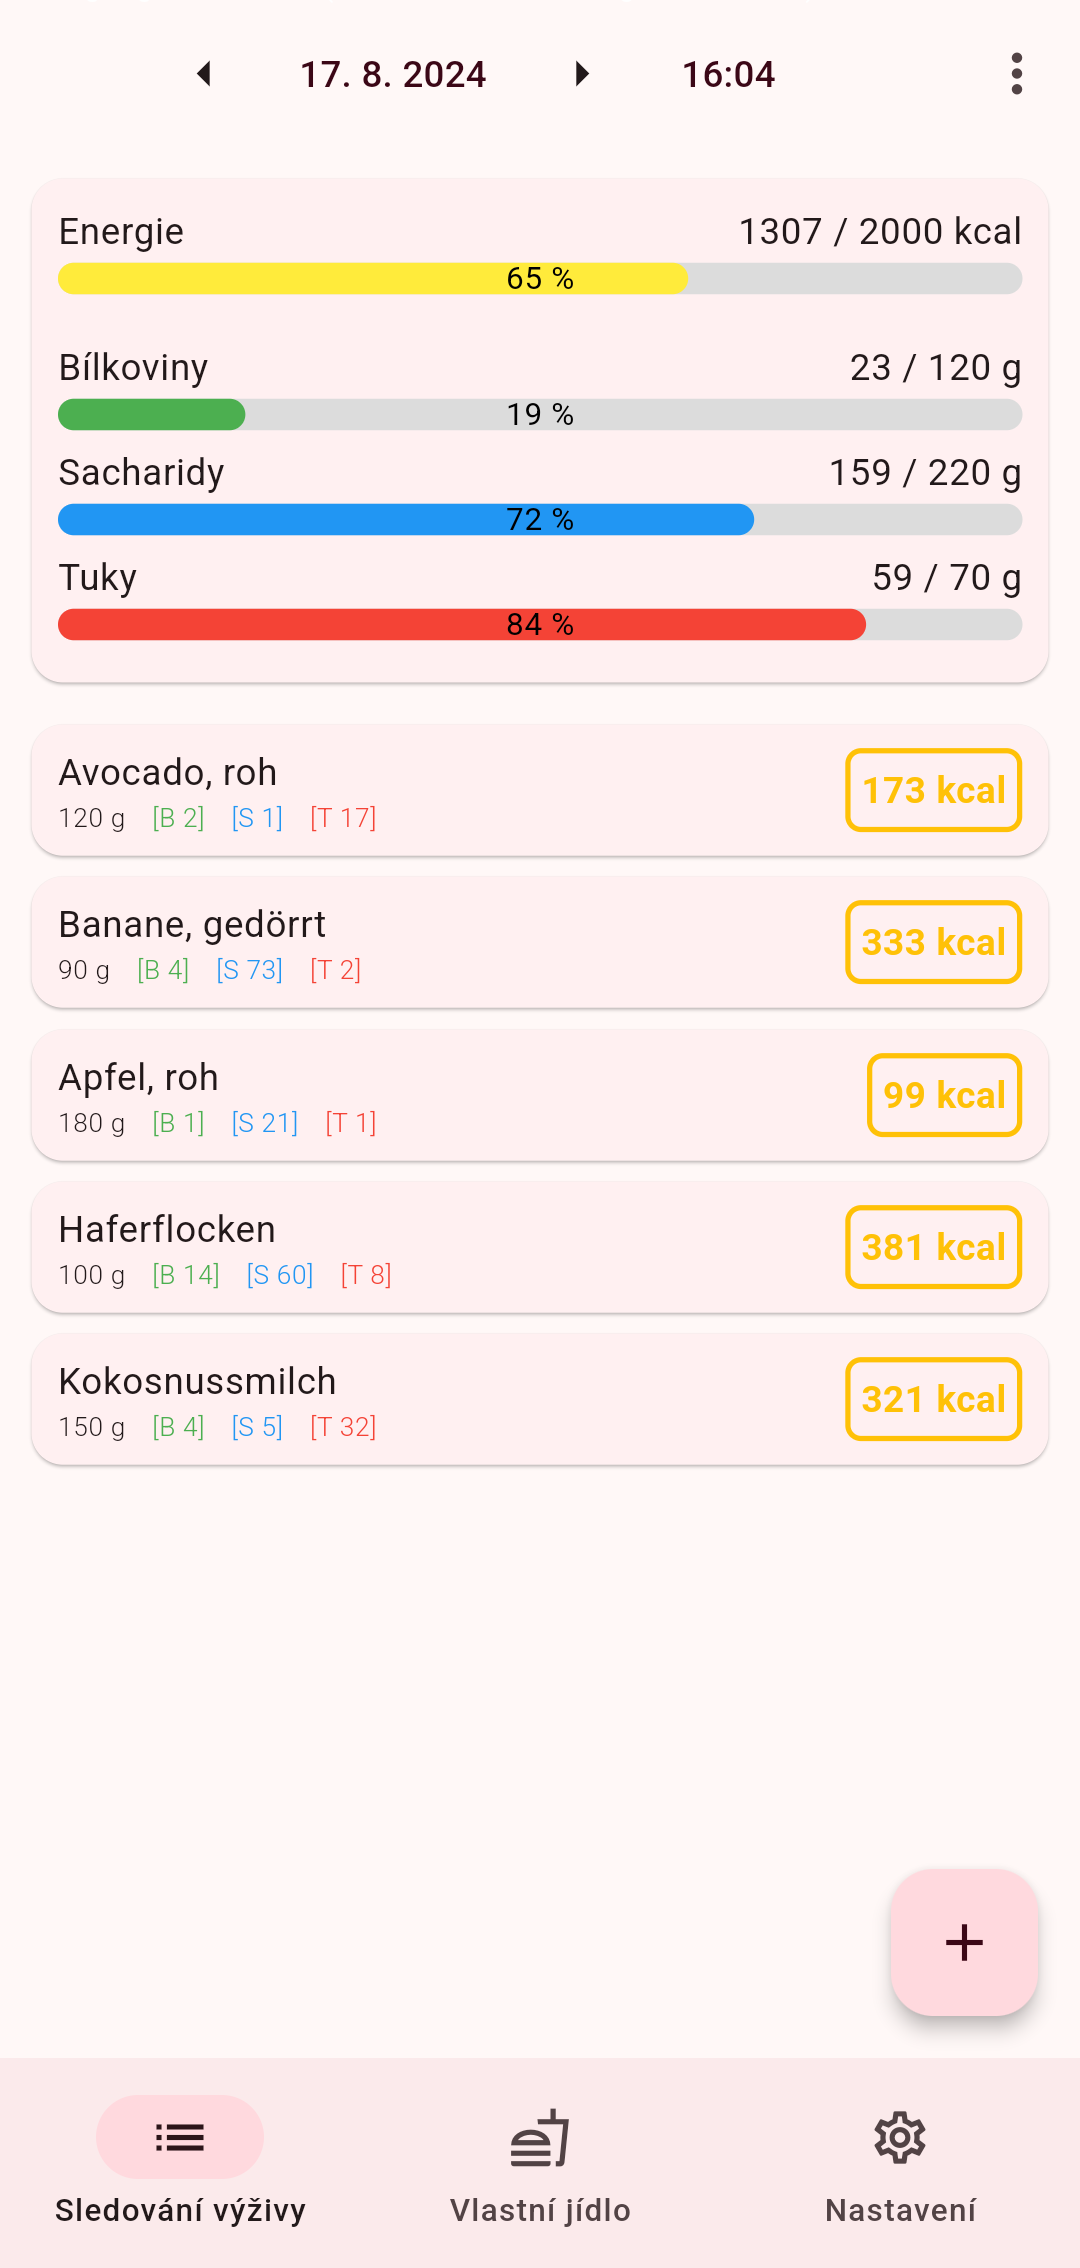 17. 8. 2024 16:04
Energie 1307 / 2000 kcal
65 %
Bílkoviny 23 / 120 g
19 %
Sacharidy 159 / 220 g
72 %
Tuky 59 / 70 g
84 %
Avocado, roh
120 g [B 2] [S 1] [T 17]
173 kcal
Banane, gedörrt
90 g [B 4] [S 73] [T 2]
333 kcal
Apfel, roh
180 g [B 1] [S 21] [T 1]
99 kcal
Haferflocken
100 g [B 14] [S 60] [T 8]
381 kcal
Kokosnussmilch
150 g [B 4] [S 5] [T 32]
321 kcal
Sledování výživy Vlastní jídlo Nastavení